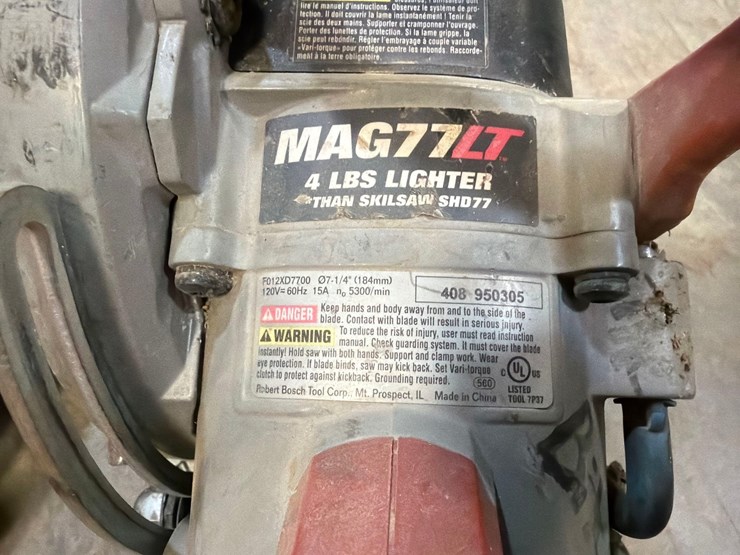 lire le manuel d'instructions. Observez le système de pro-
tection. Il doit couvrir la lame instantanément! Tenir la
scie des deux mains. Supporter et cramponner l'ouvrage.
Porter des lunettes de protection. Si la lame grippe, la
scie peut rebondir. Régler l'embrayage à couple variable
«Vari-torque» pour protéger contre les rebonds. Raccorde-
ment à la terre obligatoire.
MAG77LT
4 LBS LIGHTER
THAN SKILSAW SHD77
F012XD7700 Ø7-1/4" (184mm)
120V≂60Hz 15A n₀ 5300/min
408 950305
DANGER Keep hands and body away from and to the side of the
blade. Contact with blade will result in serious injury.
WARNING To reduce the risk of injury, user must read instruction
manual. Check guarding system. It must cover the blade
instantly! Hold saw with both hands. Support and clamp work. Wear
eye protection. If blade binds, saw may kick back. Set Vari-torque
clutch to protect against kickback. Grounding required. 560
C UL US
LISTED
Robert Bosch Tool Corp., Mt. Prospect, IL Made in China TOOL 7P37